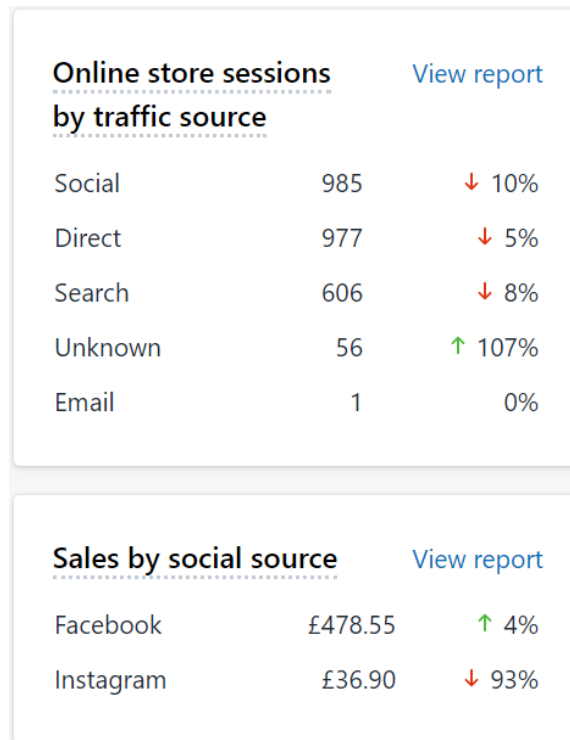 Online store sessions View report
by traffic source
Social 985 ↓ 10%
Direct 977 ↓ 5%
Search 606 ↓ 8%
Unknown 56 ↑ 107%
Email 1 0%
Sales by social source View report
Facebook £478.55 ↑ 4%
Instagram £36.90 ↓ 93%